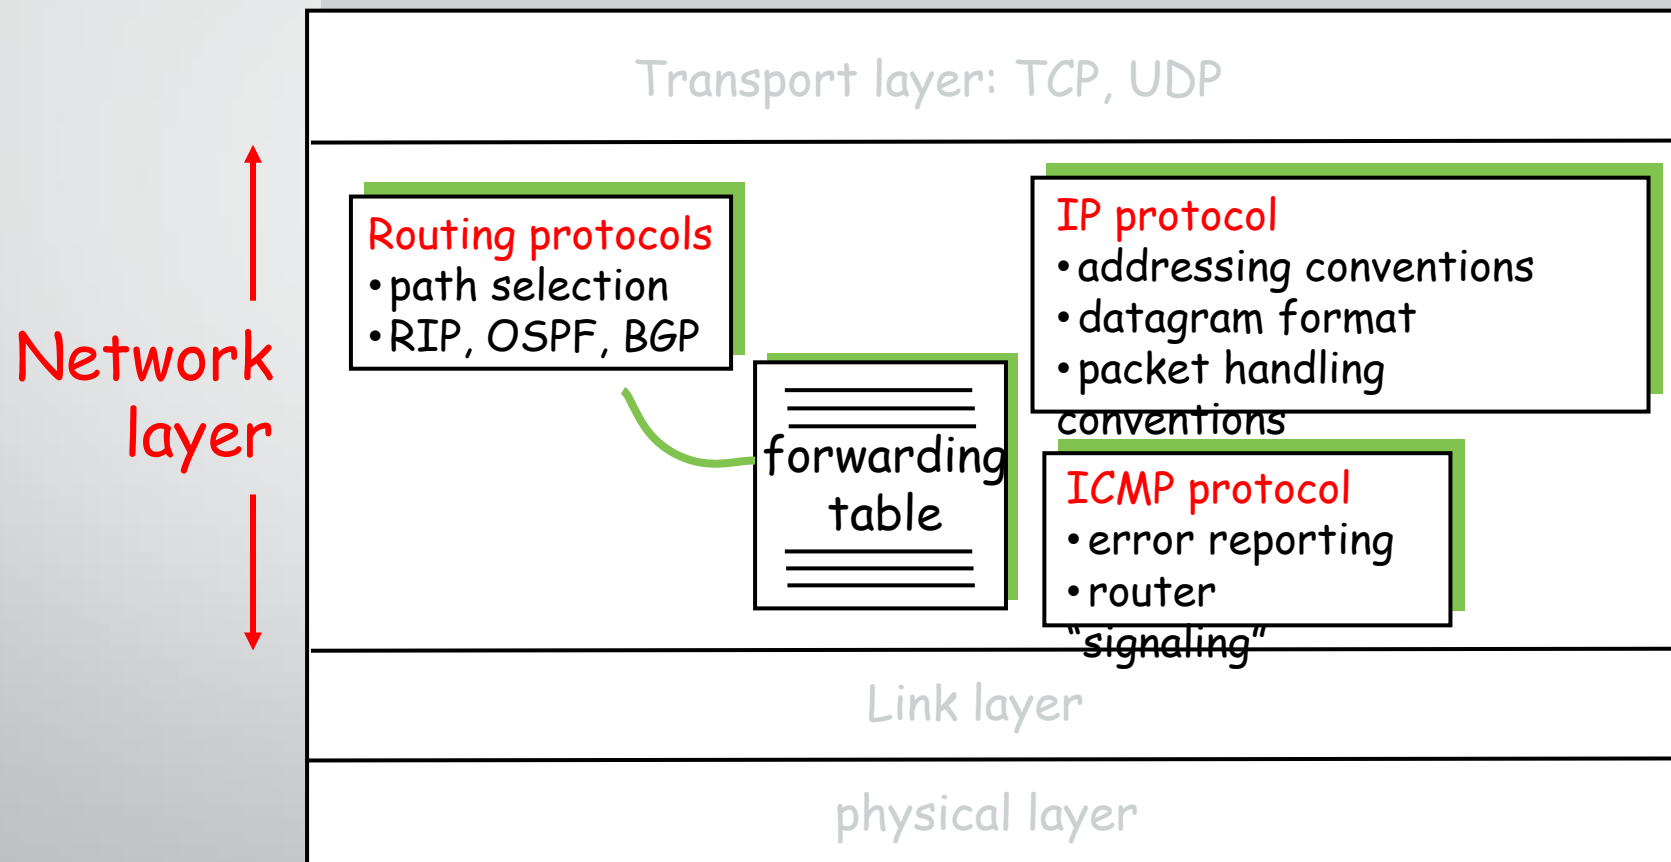 Transport layer: TCP, UDP
Network
layer
Routing protocols
•path selection
•RIP, OSPF, BGP
forwarding
table
IP protocol
•addressing conventions
•datagram format
•packet handling
conventions
ICMP protocol
•error reporting
•router
“signaling”
Link layer
physical layer